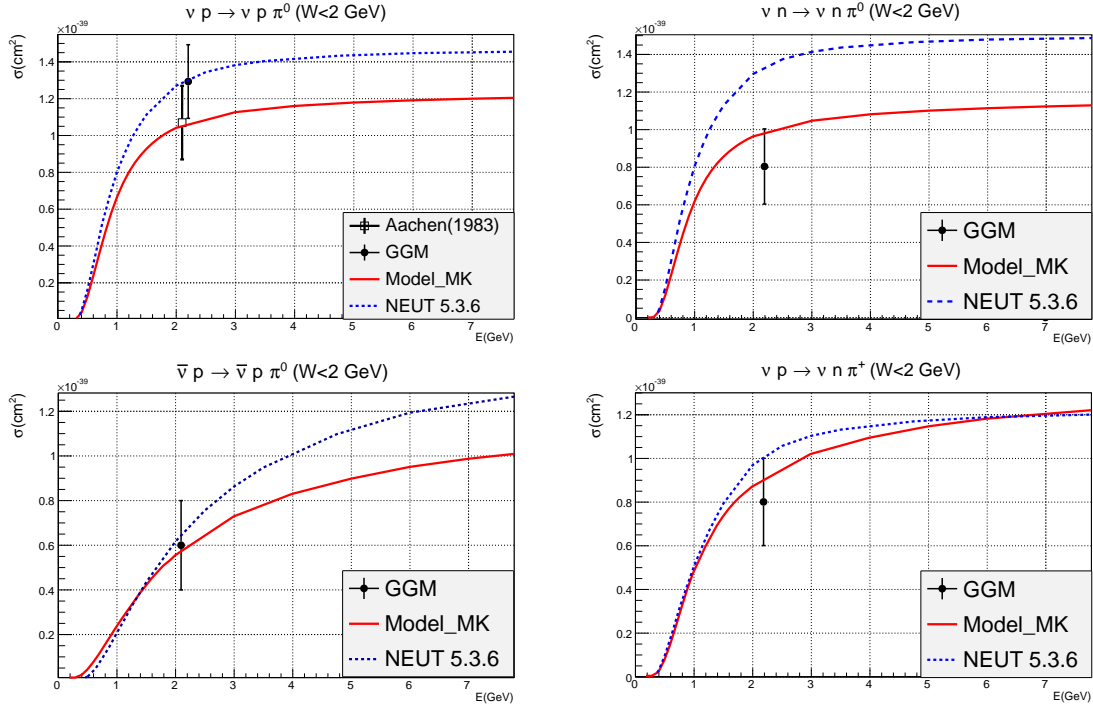 ν p → ν p π⁰ (W<2 GeV)
×10⁻³⁹
σ(cm²)
1.4
1.2
1
0.8
0.6
0.4
0.2
0 1 2 3 4 5 6 7
E(GeV)
Aachen(1983)
GGM
Model_MK
NEUT 5.3.6
ν n → ν n π⁰ (W<2 GeV)
×10⁻³⁹
σ(cm²)
1.4
1.2
1
0.8
0.6
0.4
0.2
0
0 1 2 3 4 5 6 7
E(GeV)
GGM
Model_MK
NEUT 5.3.6
ν̅ p → ν̅ p π⁰ (W<2 GeV)
×10⁻³⁹
σ(cm²)
1.2
1
0.8
0.6
0.4
0.2
0
0 1 2 3 4 5 6 7
E(GeV)
GGM
Model_MK
NEUT 5.3.6
ν p → ν n π⁺ (W<2 GeV)
×10⁻³⁹
σ(cm²)
1.2
1
0.8
0.6
0.4
0.2
0
0 1 2 3 4 5 6 7
E(GeV)
GGM
Model_MK
NEUT 5.3.6